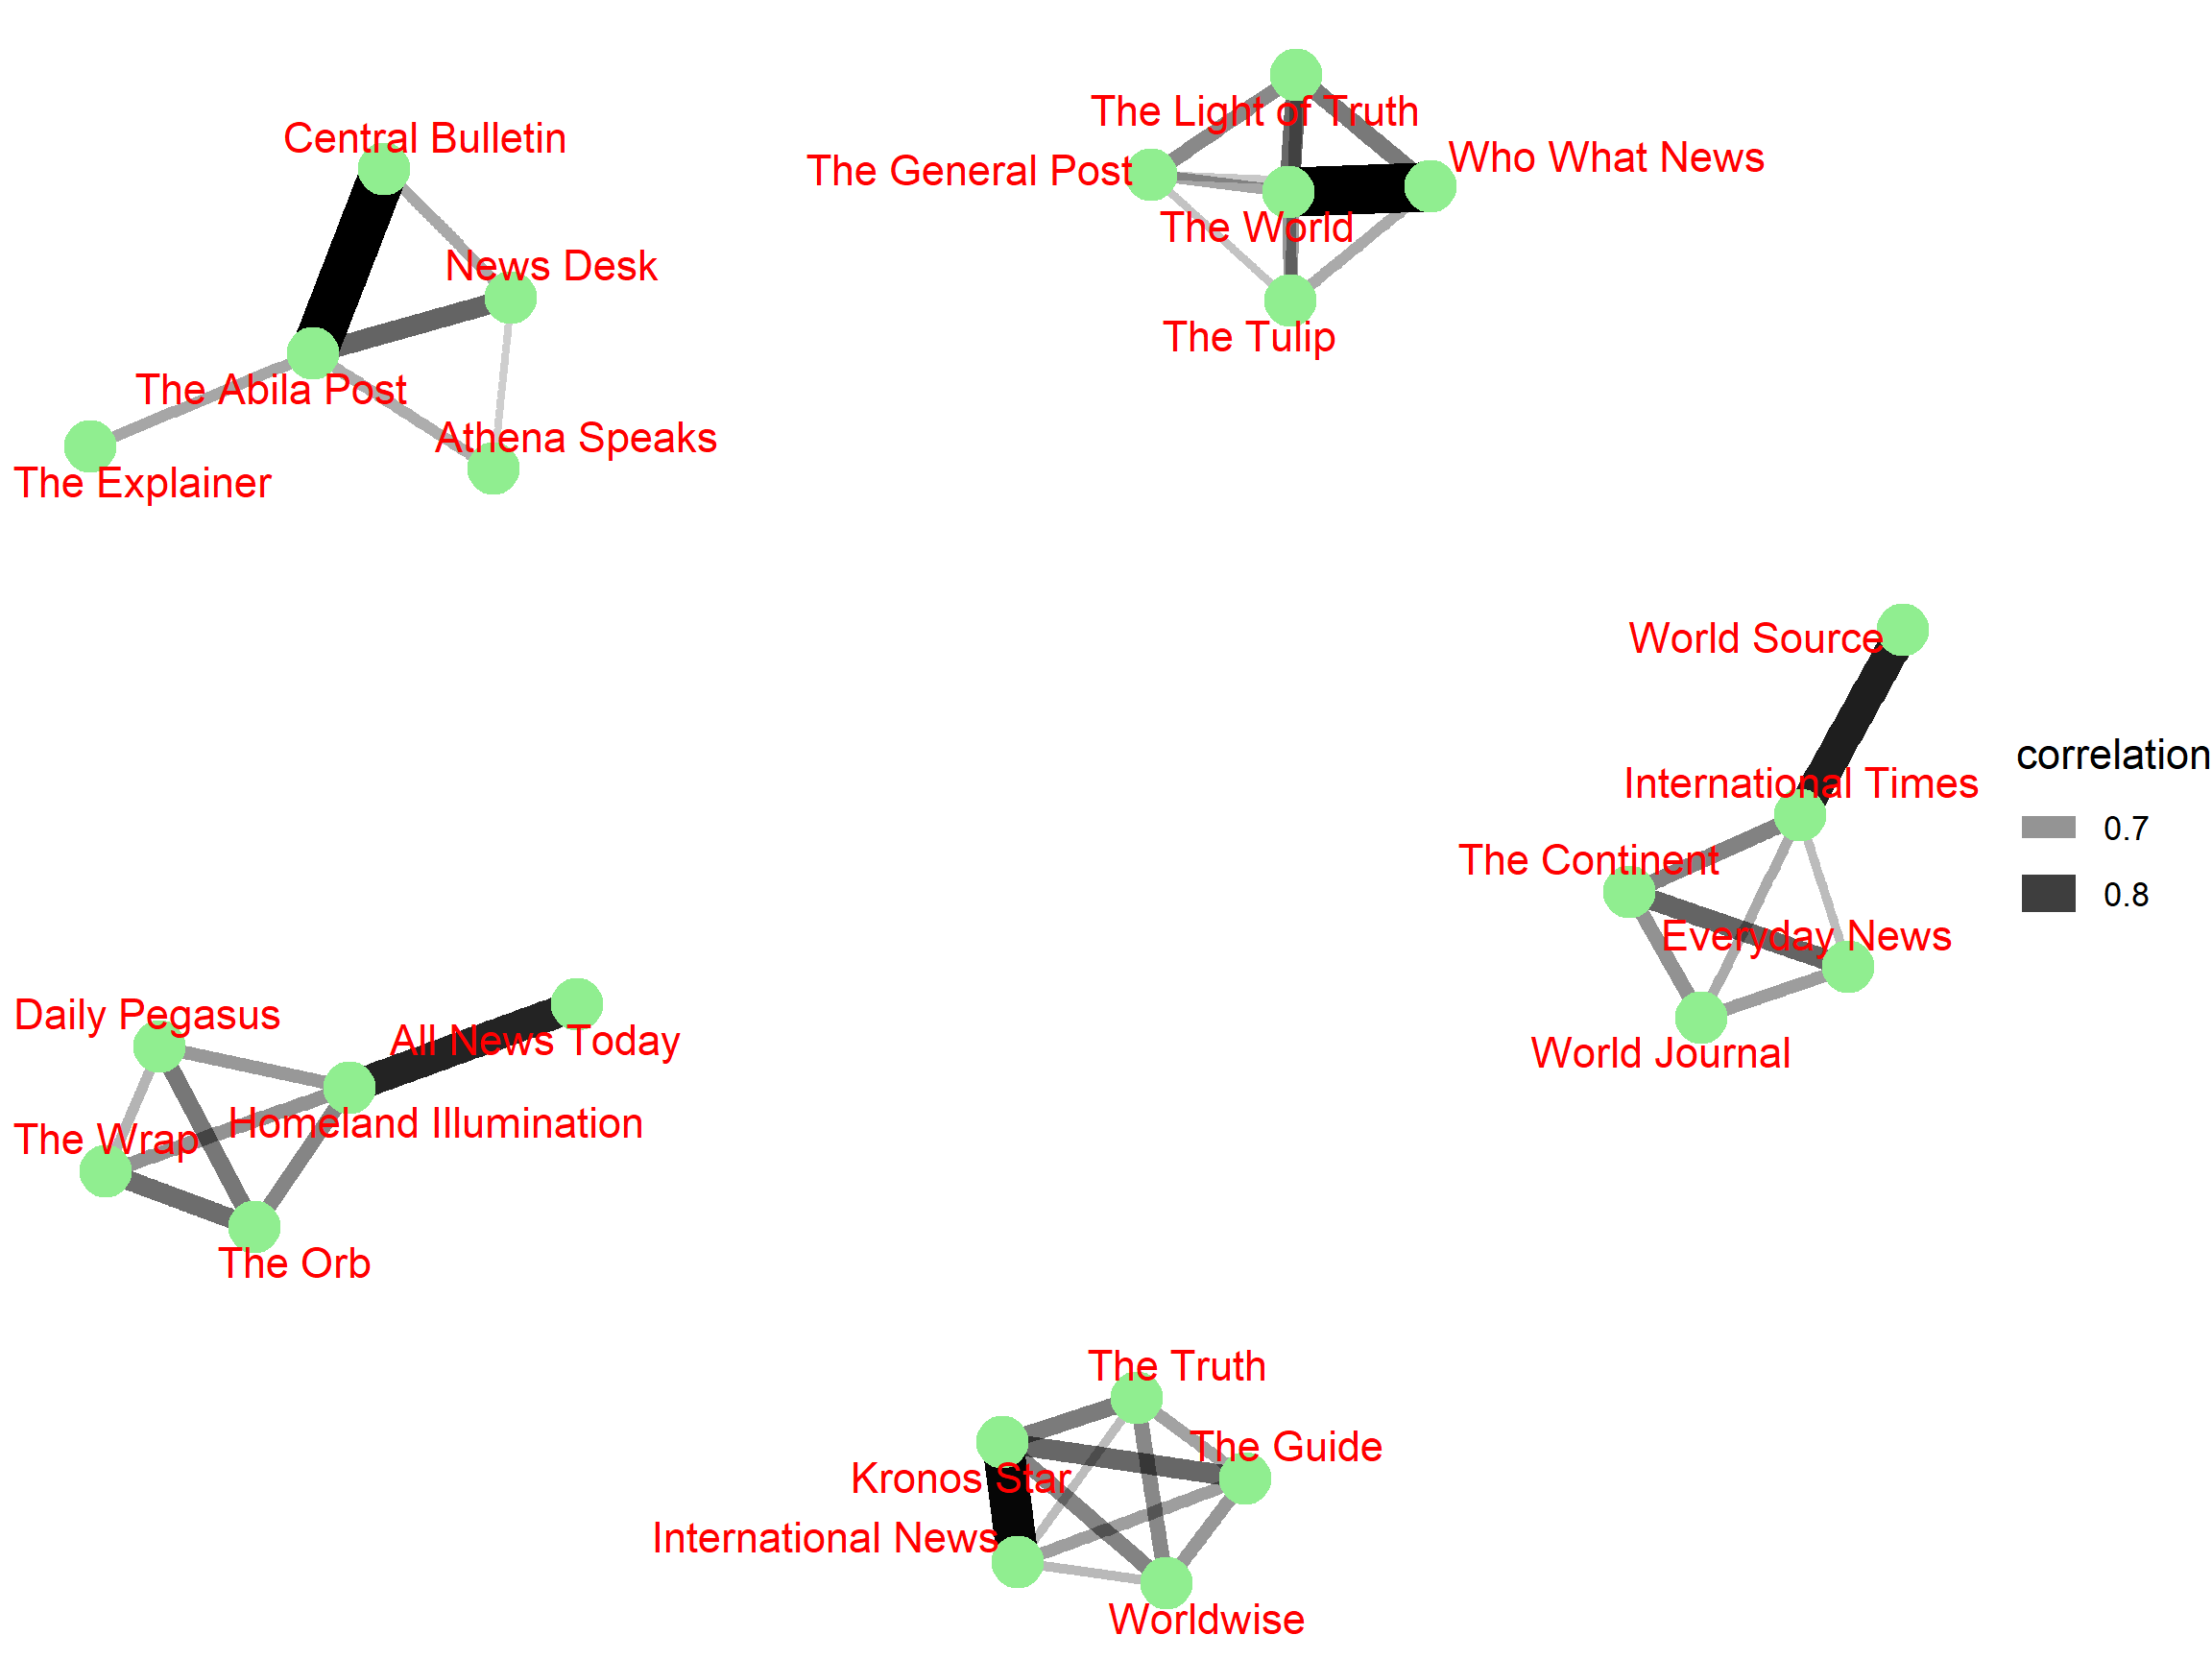 Central Bulletin
News Desk
The Abila Post
Athena Speaks
The Explainer
The Light of Truth
The General Post
Who What News
The World
The Tulip
World Source
International Times
The Continent
Everyday News
World Journal
correlation
0.7
0.8
Daily Pegasus
All News Today
Homeland Illumination
The Wrap
The Orb
The Truth
The Guide
Kronos Star
International News
Worldwise